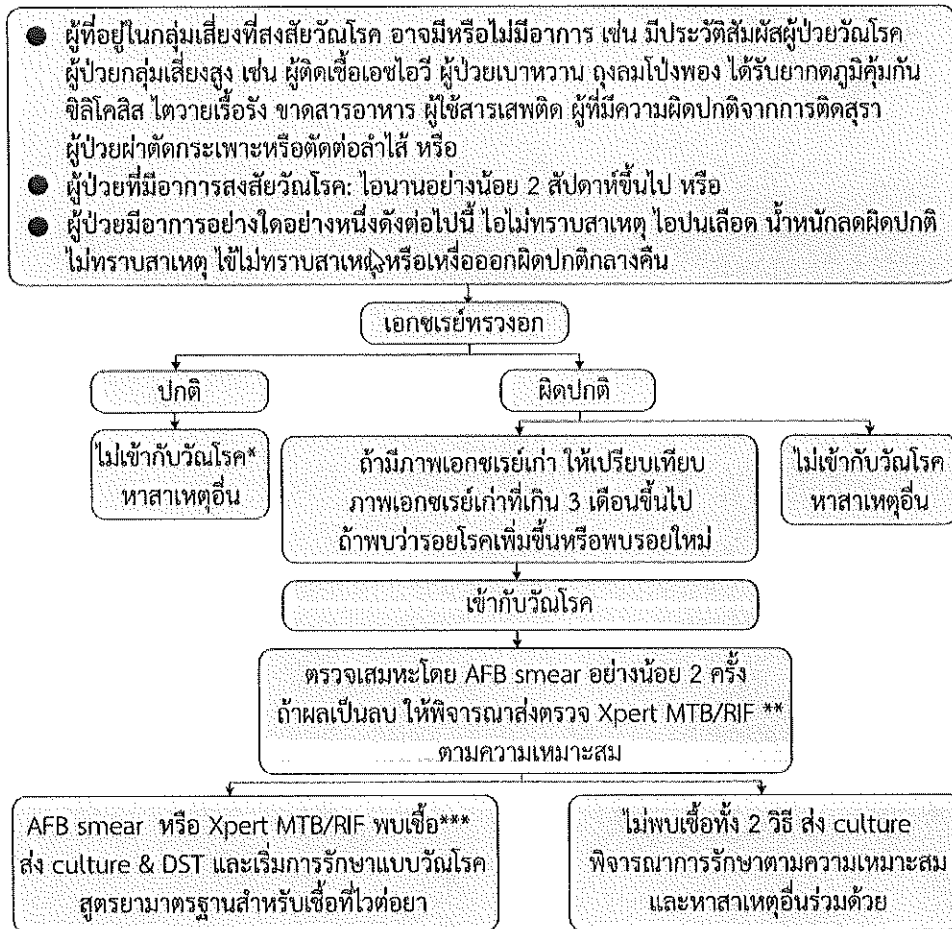 ● ผู้ที่อยู่ในกลุ่มเสี่ยงที่สงสัยวัณโรค อาจมีหรือไม่มีอาการ เช่น มีประวัติสัมผัสผู้ป่วยวัณโรค
ผู้ป่วยกลุ่มเสี่ยงสูง เช่น ผู้ติดเชื้อเอชไอวี ผู้ป่วยเบาหวาน ถุงลมโป่งพอง ได้รับยากดภูมิคุ้มกัน
ซิลิโคสิส ไตวายเรื้อรัง ขาดสารอาหาร ผู้ใช้สารเสพติด ผู้ที่มีความผิดปกติจากการติดสุรา
ผู้ป่วยผ่าตัดกระเพาะหรือตัดต่อลำไส้ หรือ
● ผู้ป่วยที่มีอาการสงสัยวัณโรค: ไอนานอย่างน้อย 2 สัปดาห์ขึ้นไป หรือ
● ผู้ป่วยมีอาการอย่างใดอย่างหนึ่งดังต่อไปนี้ ไอไม่ทราบสาเหตุ ไอปนเลือด น้ำหนักลดผิดปกติ
ไม่ทราบสาเหตุ ไข้ไม่ทราบสาเหตุหรือเหงื่อออกผิดปกติกลางคืน
เอกซเรย์ทรวงอก
ปกติ
ผิดปกติ
ไม่เข้ากับวัณโรค*
หาสาเหตุอื่น
ถ้ามีภาพเอกซเรย์เก่า ให้เปรียบเทียบ
ภาพเอกซเรย์เก่าที่เกิน 3 เดือนขึ้นไป
ถ้าพบว่ารอยโรคเพิ่มขึ้นหรือพบรอยใหม่
ไม่เข้ากับวัณโรค
หาสาเหตุอื่น
เข้ากับวัณโรค
ตรวจเสมหะโดย AFB smear อย่างน้อย 2 ครั้ง
ถ้าผลเป็นลบ ให้พิจารณาส่งตรวจ Xpert MTB/RIF **
ตามความเหมาะสม
AFB smear หรือ Xpert MTB/RIF พบเชื้อ***
ส่ง culture & DST และเริ่มการรักษาแบบวัณโรค
สูตรยามาตรฐานสำหรับเชื้อที่ไวต่อยา
ไม่พบเชื้อทั้ง 2 วิธี ส่ง culture
พิจารณาการรักษาตามความเหมาะสม
และหาสาเหตุอื่นร่วมด้วย